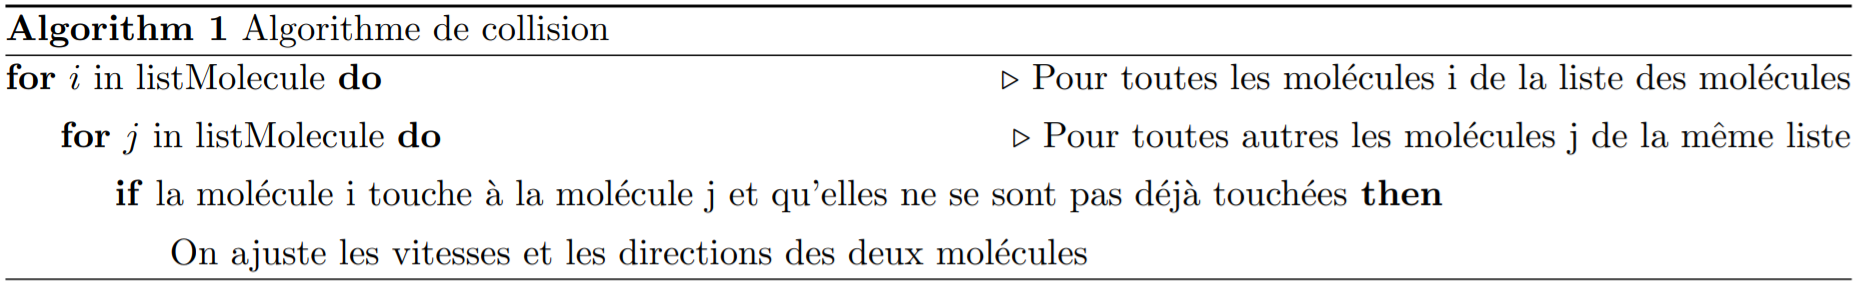 Algorithm 1 Algorithme de collision
for i in listMolecule do ▷ Pour toutes les molécules i de la liste des molécules
for j in listMolecule do ▷ Pour toutes autres les molécules j de la même liste
if la molécule i touche à la molécule j et qu'elles ne se sont pas déjà touchées then
On ajuste les vitesses et les directions des deux molécules